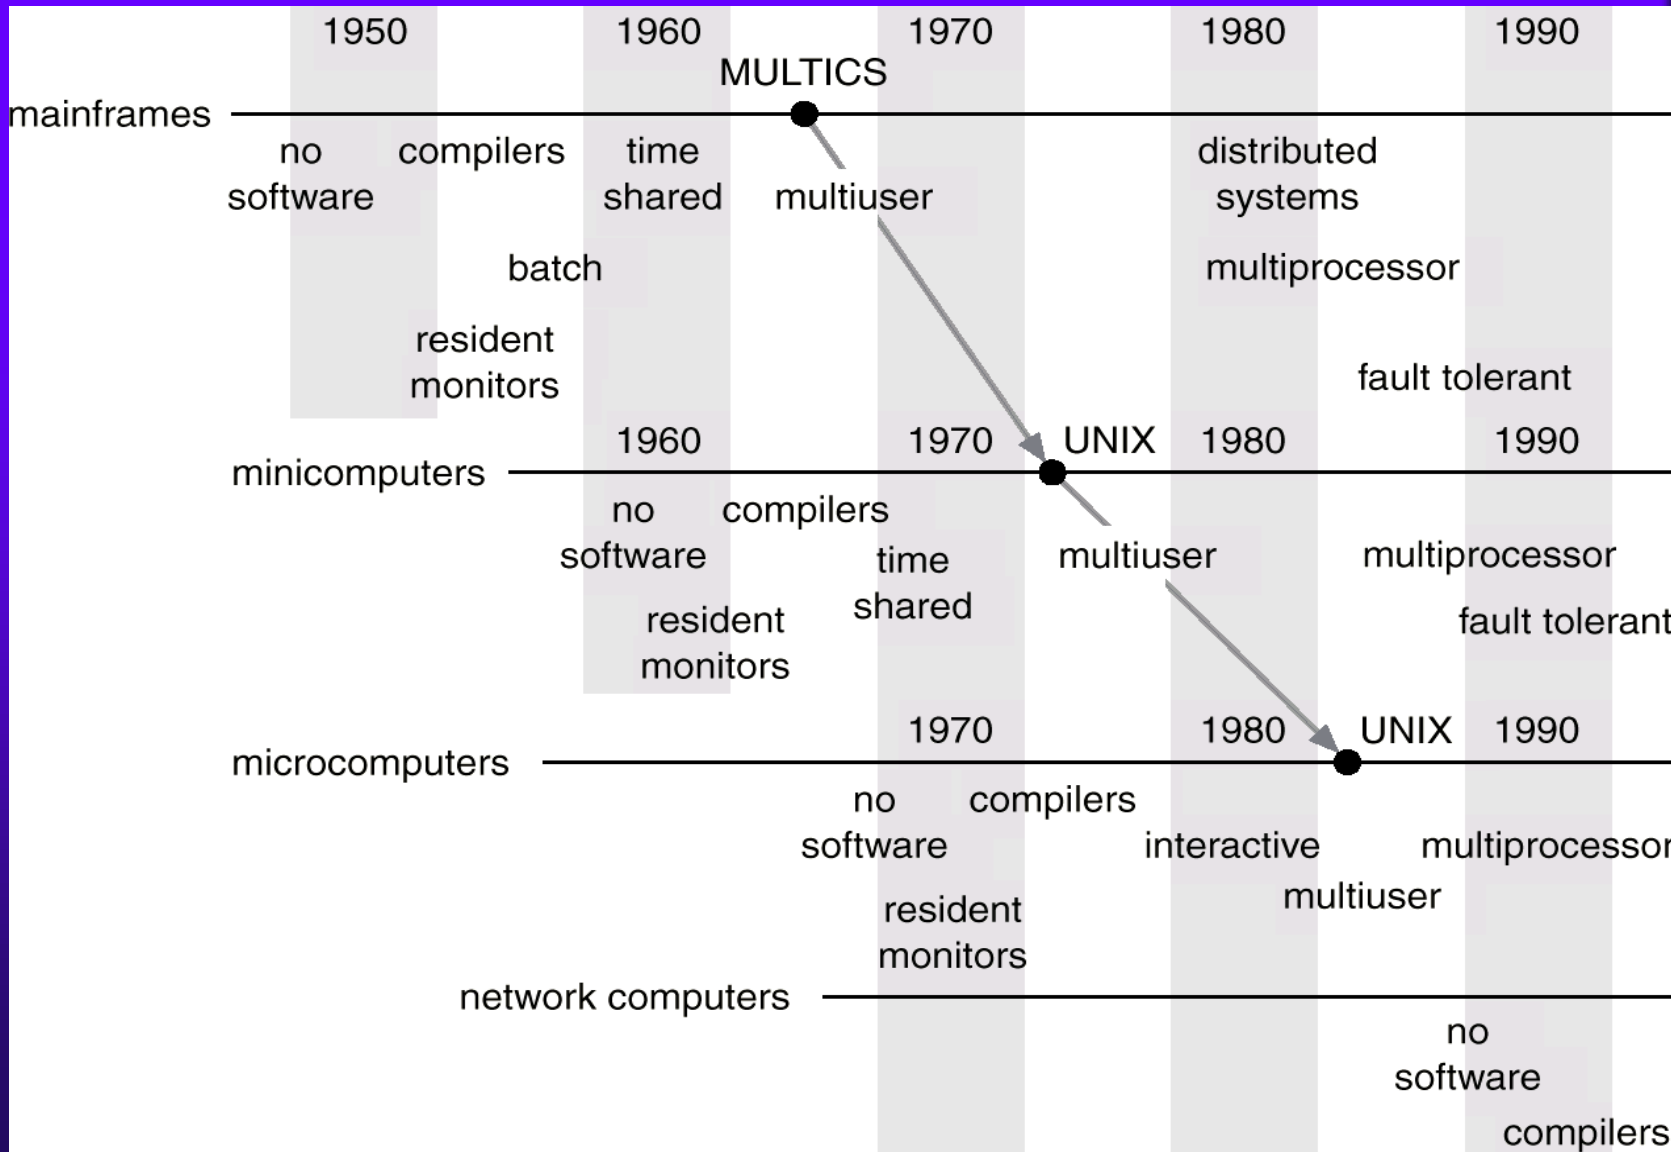 1950 1960 1970 1980 1990
MULTICS
mainframes
no compilers time distributed
software shared multiuser systems
batch multiprocessor
resident
monitors fault tolerant
1960 1970 UNIX 1980 1990
minicomputers
no compilers
software time multiuser multiprocessor
shared
resident fault tolerant
monitors
1970 1980 UNIX 1990
microcomputers
no compilers
software interactive multiprocessor
multiuser
resident
monitors
network computers
no
software
compilers